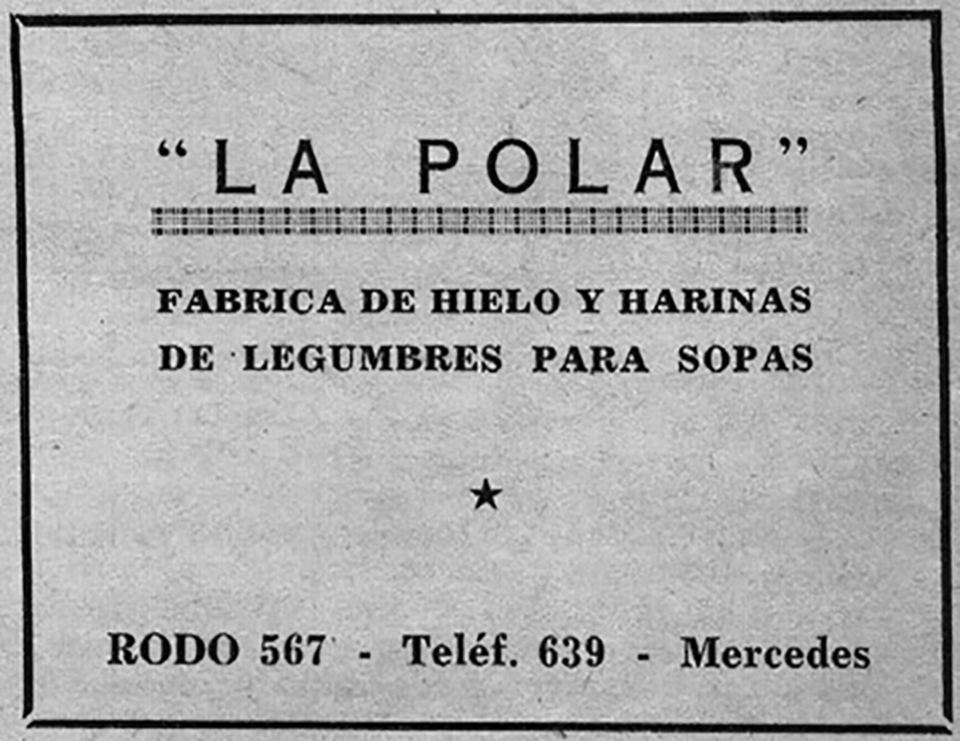 “LA POLAR”
FABRICA DE HIELO Y HARINAS
DE LEGUMBRES PARA SOPAS
RODO 567 - Teléf. 639 - Mercedes